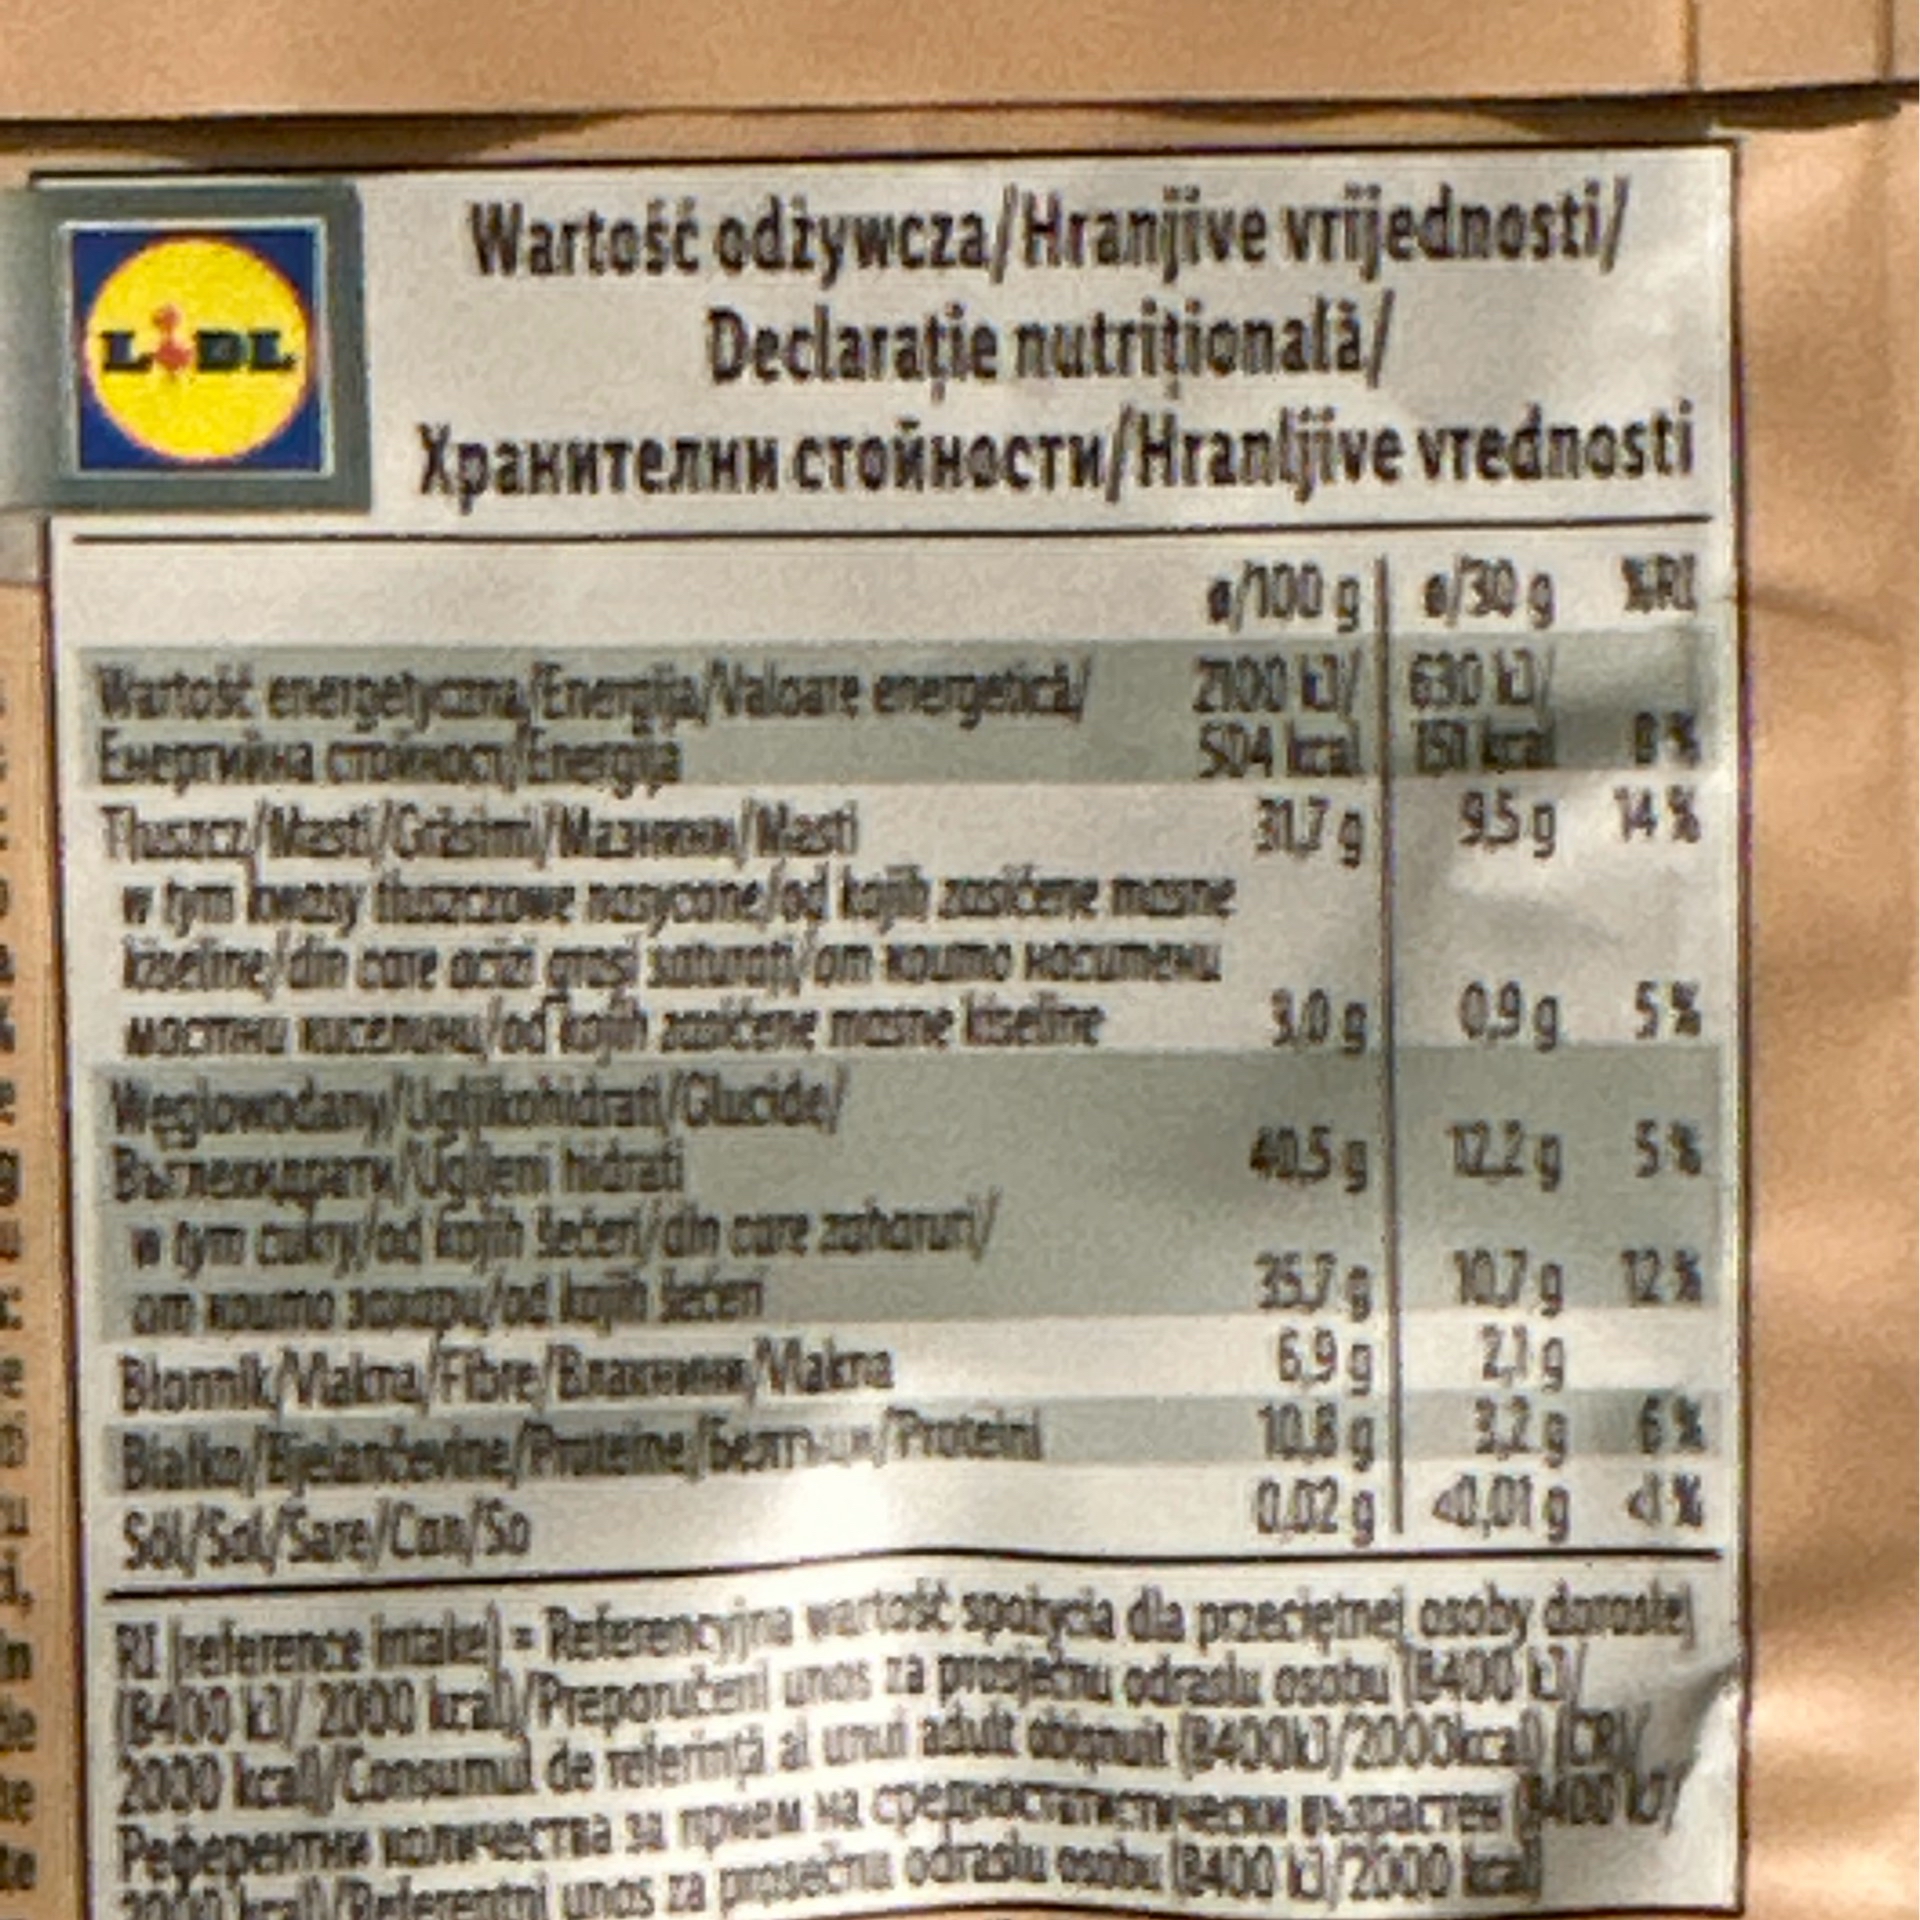 LIDL
Wartość odżywcza/Hranjive vrijednosti/
Declarație nutrițională/
Хранителни стойности/Hranljive vrednosti
ø/100 g ø/30 g %RI
Wartość energetyczna/Energija/Valoare energetică/ 2100 kJ/ 630 kJ/
Енергийна стойност/Energija 504 kcal 151 kcal 8 %
Tłuszcz/Masti/Grăsimi/Мазнини/Masti 31,7 g 9,5 g 14 %
w tym kwasy tłuszczowe nasycone/od kojih zasićene masne
kiseline/din care acizi grași saturați/от които наситени
мастни киселини/od kojih zasićene masne kiseline 3,0 g 0,9 g 5 %
Węglowodany/Ugljikohidrati/Glucide/
Въглехидрати/Ugljeni hidrati 40,5 g 12,2 g 5 %
w tym cukry/od kojih šećeri/din care zaharuri/
от които захари/od kojih šećeri 35,7 g 10,7 g 12 %
Błonnik/Vlakna/Fibre/Влакнини/Vlakna 6,9 g 2,1 g
Białko/Bjelančevine/Proteine/Белтъци/Proteini 10,8 g 3,2 g 6 %
Sól/Sol/Sare/Сол/So 0,02 g <0,01 g <1 %
RI [reference intake] = Referencyjna wartość spożycia dla przeciętnej osoby dorosłej
(8400 kJ/ 2000 kcal)/Preporučeni unos za prosječnu odraslu osobu (8400 kJ/
2000 kcal)/Consumul de referință al unui adult obișnuit (8400kJ/2000kcal) (CR)/
Референтни количества за прием на средностатистически възрастен (8400 kJ/
2000 kcal)/Referentni unos za prosečnu odraslu osobu (8400 kJ/2000 kcal)